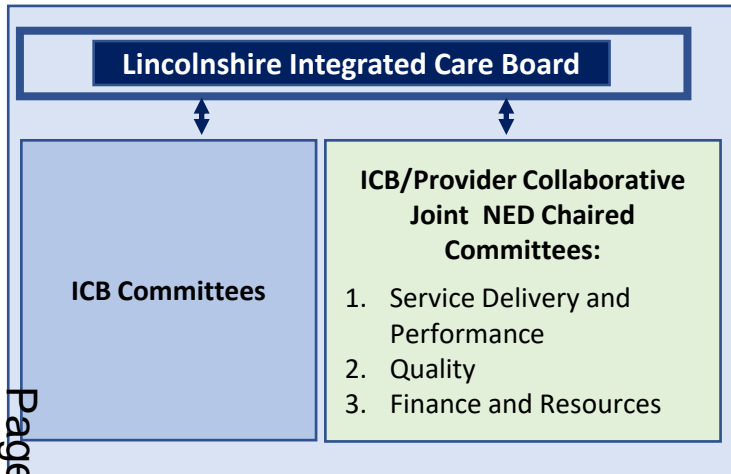 Lincolnshire Integrated Care Board
ICB Committees
ICB/Provider Collaborative
Joint NED Chaired
Committees:
1. Service Delivery and
Performance
2. Quality
3. Finance and Resources
Page